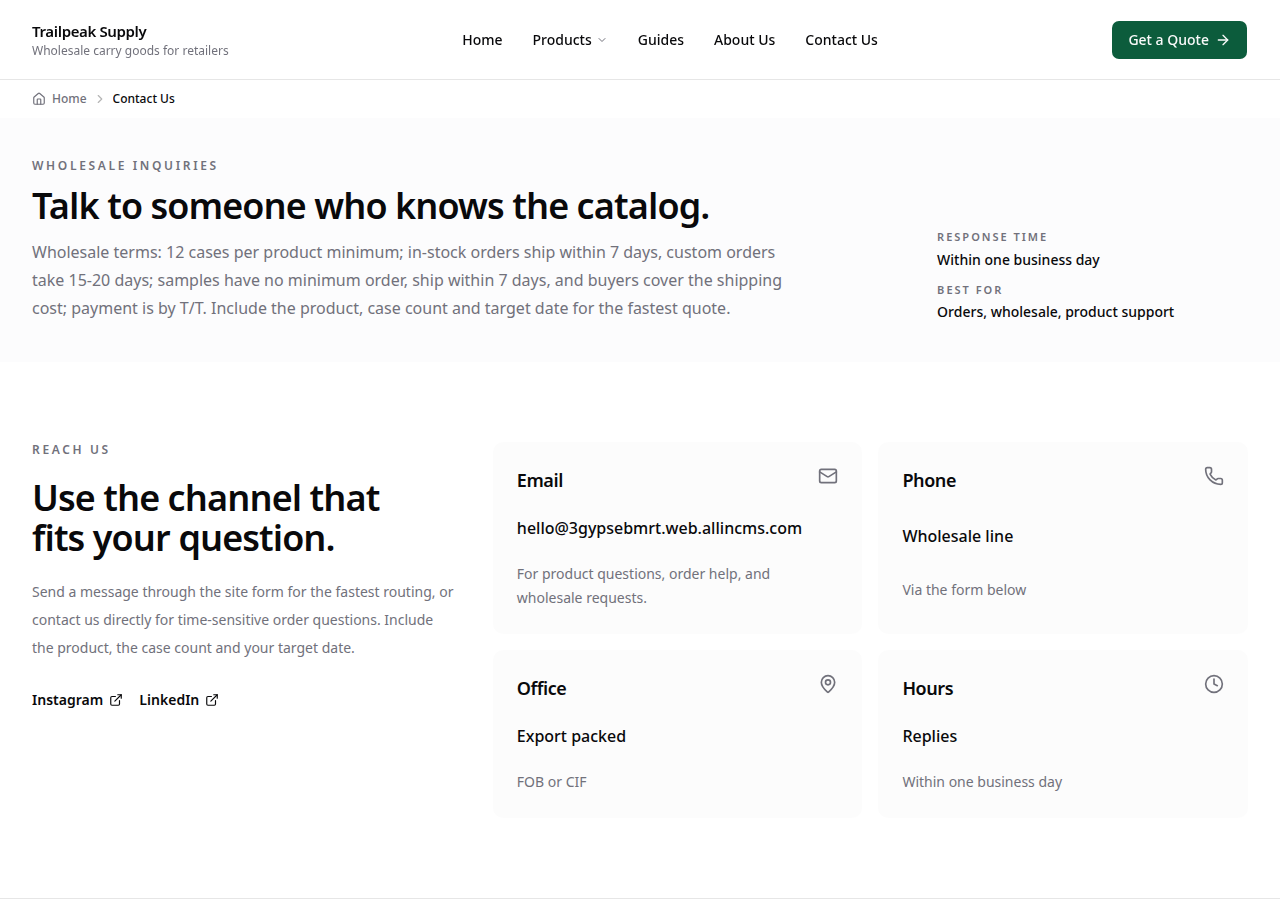 Trailpeak Supply
Wholesale carry goods for retailers
Home
Products
Guides
About Us
Contact Us
Get a Quote
Home
Contact Us
WHOLESALE INQUIRIES
Talk to someone who knows the catalog.
Wholesale terms: 12 cases per product minimum; in-stock orders ship within 7 days, custom orders
take 15-20 days; samples have no minimum order, ship within 7 days, and buyers cover the shipping
cost; payment is by T/T. Include the product, case count and target date for the fastest quote.
RESPONSE TIME
Within one business day
BEST FOR
Orders, wholesale, product support
REACH US
Use the channel that
fits your question.
Send a message through the site form for the fastest routing, or
contact us directly for time-sensitive order questions. Include
the product, the case count and your target date.
Instagram
LinkedIn
Email
hello@3gypsebmrt.web.allincms.com
For product questions, order help, and
wholesale requests.
Phone
Wholesale line
Via the form below
Office
Export packed
FOB or CIF
Hours
Replies
Within one business day